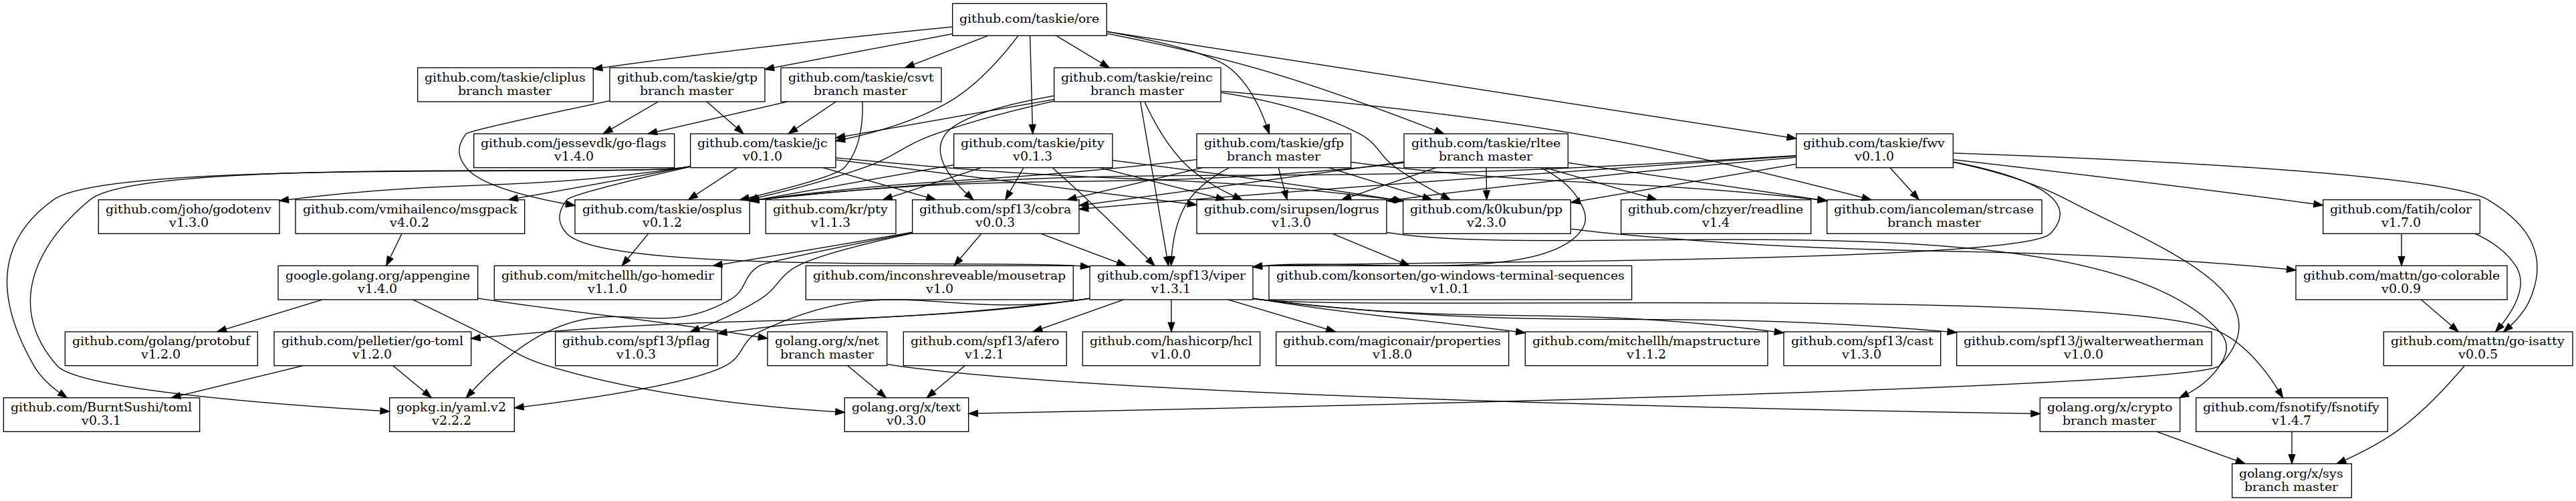 github.com/taskie/ore
github.com/taskie/cliplus
branch master
github.com/taskie/gtp
branch master
github.com/taskie/csvt
branch master
github.com/taskie/reinc
branch master
github.com/jessevdk/go-flags
v1.4.0
github.com/taskie/jc
v0.1.0
github.com/taskie/pity
v0.1.3
github.com/taskie/gfp
branch master
github.com/taskie/rltee
branch master
github.com/taskie/fwv
v0.1.0
github.com/joho/godotenv
v1.3.0
github.com/vmihailenco/msgpack
v4.0.2
github.com/taskie/osplus
v0.1.2
github.com/kr/pty
v1.1.3
github.com/spf13/cobra
v0.0.3
github.com/sirupsen/logrus
v1.3.0
github.com/k0kubun/pp
v2.3.0
github.com/chzyer/readline
v1.4
github.com/iancoleman/strcase
branch master
github.com/fatih/color
v1.7.0
google.golang.org/appengine
v1.4.0
github.com/mitchellh/go-homedir
v1.1.0
github.com/inconshreveable/mousetrap
v1.0
github.com/spf13/viper
v1.3.1
github.com/konsorten/go-windows-terminal-sequences
v1.0.1
github.com/mattn/go-colorable
v0.0.9
github.com/golang/protobuf
v1.2.0
github.com/pelletier/go-toml
v1.2.0
github.com/spf13/pflag
v1.0.3
golang.org/x/net
branch master
github.com/spf13/afero
v1.2.1
github.com/hashicorp/hcl
v1.0.0
github.com/magiconair/properties
v1.8.0
github.com/mitchellh/mapstructure
v1.1.2
github.com/spf13/cast
v1.3.0
github.com/spf13/jwalterweatherman
v1.0.0
github.com/mattn/go-isatty
v0.0.5
github.com/BurntSushi/toml
v0.3.1
gopkg.in/yaml.v2
v2.2.2
golang.org/x/text
v0.3.0
golang.org/x/crypto
branch master
github.com/fsnotify/fsnotify
v1.4.7
golang.org/x/sys
branch master